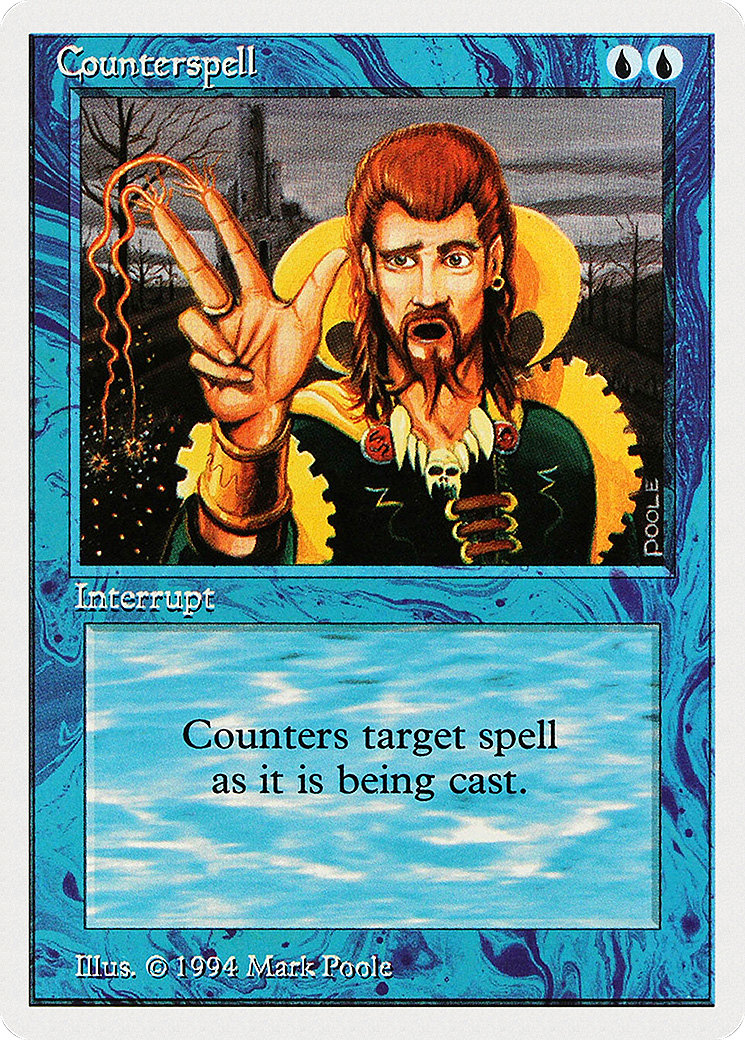 Counterspell
POOLE
Interrupt
Counters target spell
as it is being cast.
Illus. © 1994 Mark Poole